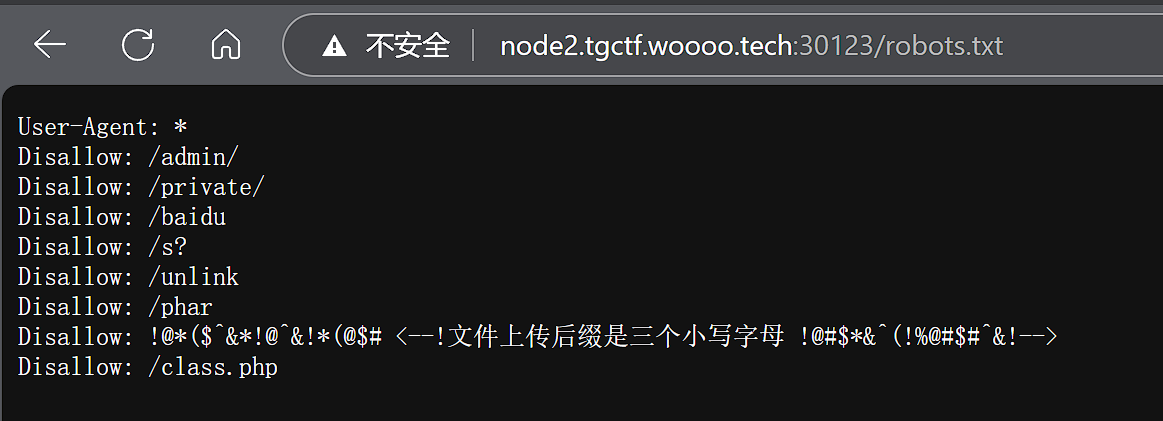 不安全 node2.tgctf.woooo.tech:30123/robots.txt
User-Agent: *
Disallow: /admin/
Disallow: /private/
Disallow: /baidu
Disallow: /s?
Disallow: /unlink
Disallow: /phar
Disallow: !@*($^&*!@^&!*(@$# <--!文件上传后缀是三个小写字母 !@#$*&^(!%@#$#^&!-->
Disallow: /class.php